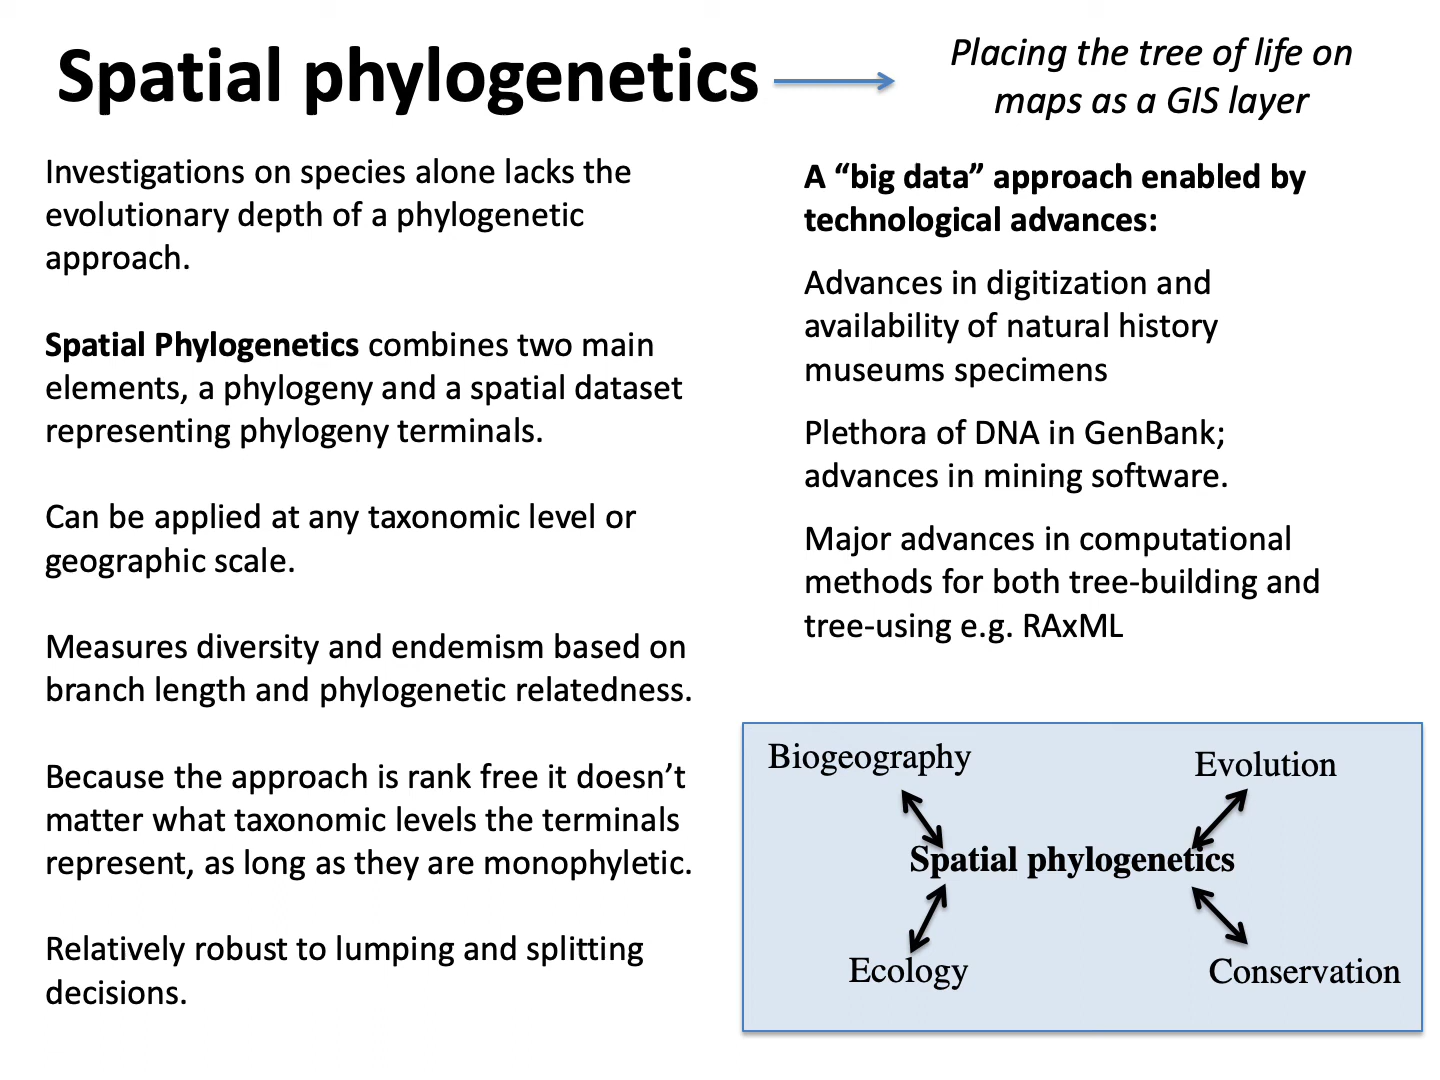 Spatial phylogenetics
Placing the tree of life on
maps as a GIS layer
Investigations on species alone lacks the
evolutionary depth of a phylogenetic
approach.
Spatial Phylogenetics combines two main
elements, a phylogeny and a spatial dataset
representing phylogeny terminals.
Can be applied at any taxonomic level or
geographic scale.
Measures diversity and endemism based on
branch length and phylogenetic relatedness.
Because the approach is rank free it doesn’t
matter what taxonomic levels the terminals
represent, as long as they are monophyletic.
Relatively robust to lumping and splitting
decisions.
A “big data” approach enabled by
technological advances:
Advances in digitization and
availability of natural history
museums specimens
Plethora of DNA in GenBank;
advances in mining software.
Major advances in computational
methods for both tree-building and
tree-using e.g. RAxML
Biogeography
Evolution
Spatial phylogenetics
Ecology
Conservation